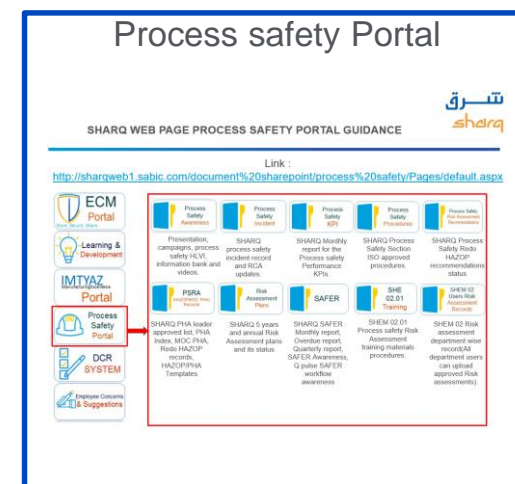 Process safety Portal
شرق
sharq
SHARQ WEB PAGE PROCESS SAFETY PORTAL GUIDANCE
Link :
http://sharqweb1.sabic.com/document%20sharepoint/process%20safety/Pages/default.aspx
ECM
Portal
Learning &
Development
IMTYAZ
Portal
Process
Safety
Portal
DCR
SYSTEM
Employee Concerns
& Suggestions
Process
Safety
Awareness
Presentation,
campaigns, process
safety HLVI,
information bank and
videos.
Process
Safety
Incident
SHARQ
process safety
incident record
and RCA
updates.
Process
Safety
KPI
SHARQ Monthly
report for the
Process safety
Performance
KPIs.
Process
Safety
Procedures
SHARQ Process
Safety Section
ISO approved
procedures.
Process Safety
Risk Assessment
Recommendations
SHARQ Process
Safety Redo
HAZOP
recommendations
status
PSRA
Records
SHARQ PHA leader
approved list, PHA
Index, MOC PHA,
Redo HAZOP
records,
HAZOP/PHA
Templates
Risk
Assessment
Plans
SHARQ 5 years
and annual Risk
Assessment plans
and its status
SAFER
SHARQ SAFER
Monthly report,
Overdue report,
Quarterly report,
SAFER Awareness,
Q pulse SAFER
workflow
awareness
SHE
02.01
Training
SHEM 02.01
Process safety Risk
Assessment
training materials
procedures.
SHEM 02
Users Risk
Assessment
Records
SHEM 02 Risk
assessment
department wise
record(All
department users
can upload
approved Risk
assessments)